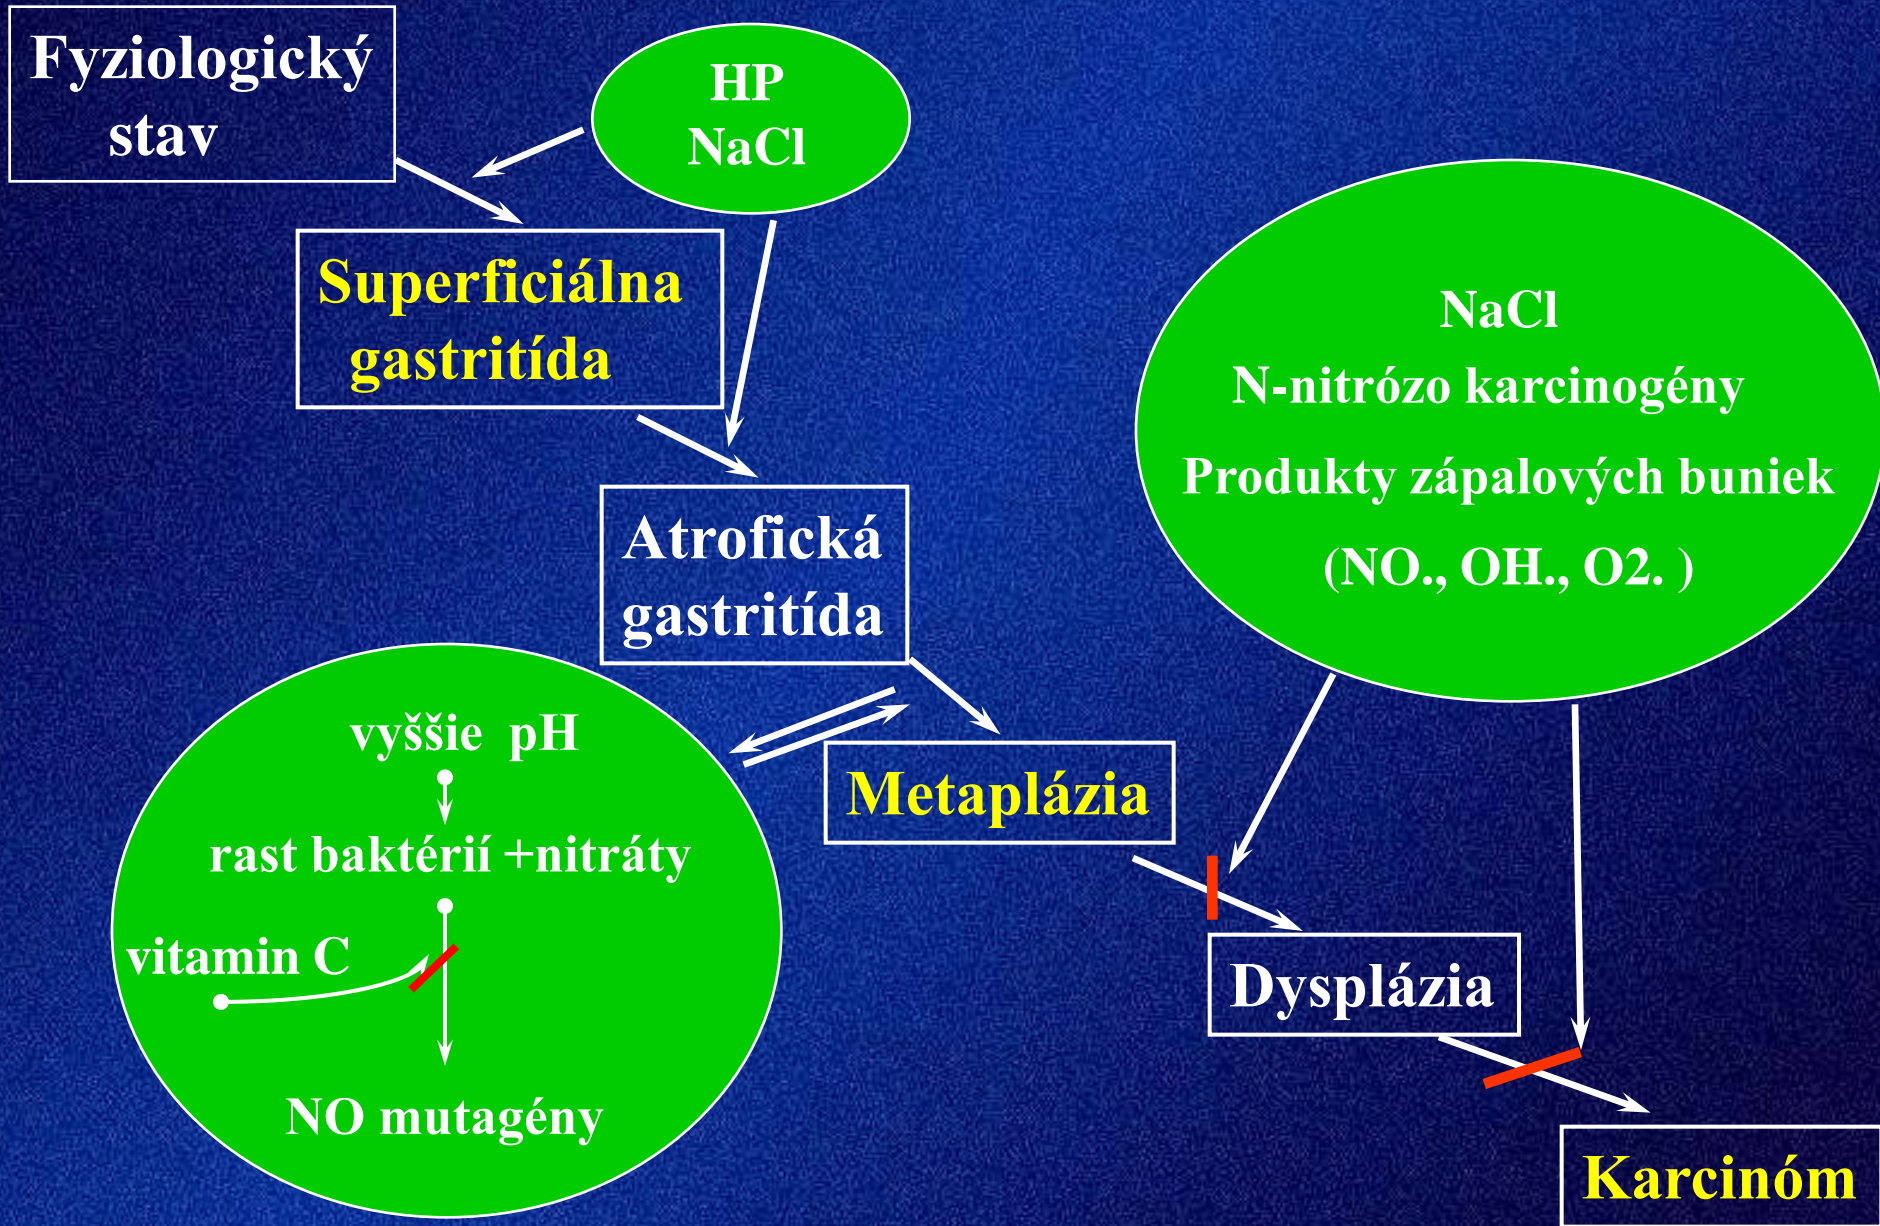 Fyziologický
stav
HP
NaCl
Superficiálna
gastritída
NaCl
N-nitrózo karcinogény
Produkty zápalových buniek
(NO., OH., O2. )
Atrofická
gastritída
vyššie pH
rast baktérií +nitráty
vitamin C
NO mutagény
Metaplázia
Dysplázia
Karcinóm